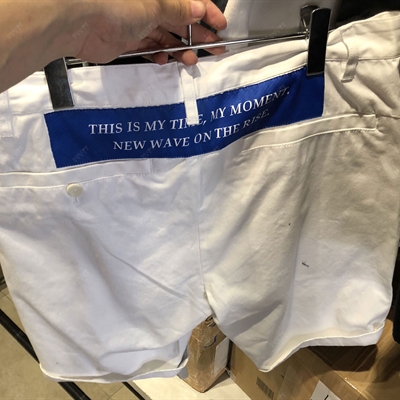 THIS IS MY TIME, MY MOMENT.
NEW WAVE ON THE RISE.